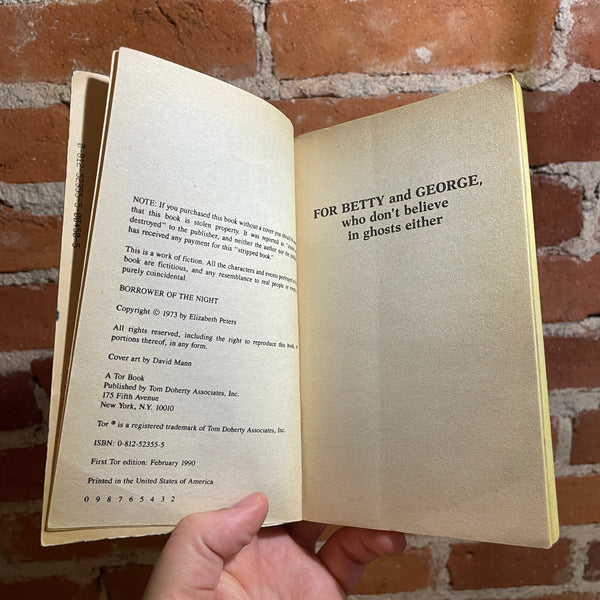 0-812-52355-5
NOTE: If you purchased this book without a cover you should be
that this book is stolen property. It was reported as
destroyed" to the publisher, and neither the author nor the
has received any payment for this "stripped book."
This is a work of fiction. All the characters and events portrayed
book are fictitious, and any resemblance to real people or
purely coincidental.
BORROWER OF THE NIGHT
Copyright © 1973 by Elizabeth Peters
All rights reserved, including the right to reproduce this book,
portions thereof, in any form.
Cover art by David Mann
A Tor Book
Published by Tom Doherty Associates, Inc.
175 Fifth Avenue
New York, N.Y. 10010
Tor ® is a registered trademark of Tom Doherty Associates, Inc.
ISBN: 0-812-52355-5
First Tor edition: February 1990
Printed in the United States of America
0 9 8 7 6 5 4 3 2
FOR BETTY and GEORGE,
who don't believe
in ghosts either